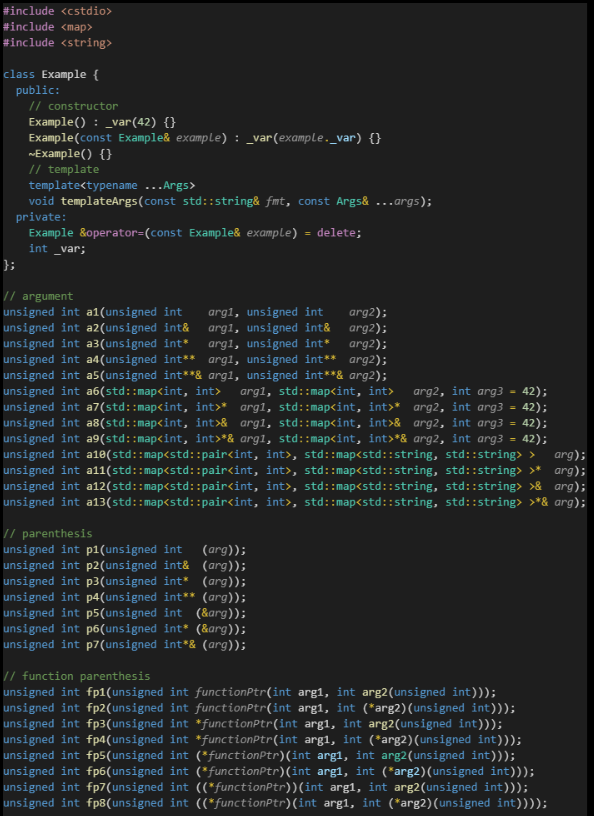 #include <cstdio>
#include <map>
#include <string>

class Example {
  public:
    // constructor
    Example() : _var(42) {}
    Example(const Example& example) : _var(example._var) {}
    ~Example() {}
    // template
    template<typename ...Args>
    void templateArgs(const std::string& fmt, const Args& ...args);
  private:
    Example &operator=(const Example& example) = delete;
    int _var;
};

// argument
unsigned int a1(unsigned int    arg1, unsigned int    arg2);
unsigned int a2(unsigned int&   arg1, unsigned int&   arg2);
unsigned int a3(unsigned int*   arg1, unsigned int*   arg2);
unsigned int a4(unsigned int**  arg1, unsigned int**  arg2);
unsigned int a5(unsigned int**& arg1, unsigned int**& arg2);
unsigned int a6(std::map<int, int>   arg1, std::map<int, int>   arg2, int arg3 = 42);
unsigned int a7(std::map<int, int>*  arg1, std::map<int, int>*  arg2, int arg3 = 42);
unsigned int a8(std::map<int, int>&  arg1, std::map<int, int>&  arg2, int arg3 = 42);
unsigned int a9(std::map<int, int>*& arg1, std::map<int, int>*& arg2, int arg3 = 42);
unsigned int a10(std::map<std::pair<int, int>, std::map<std::string, std::string> >   arg);
unsigned int a11(std::map<std::pair<int, int>, std::map<std::string, std::string> >*  arg);
unsigned int a12(std::map<std::pair<int, int>, std::map<std::string, std::string> >&  arg);
unsigned int a13(std::map<std::pair<int, int>, std::map<std::string, std::string> >*& arg);

// parenthesis
unsigned int p1(unsigned int   (arg));
unsigned int p2(unsigned int&  (arg));
unsigned int p3(unsigned int*  (arg));
unsigned int p4(unsigned int** (arg));
unsigned int p5(unsigned int  (&arg));
unsigned int p6(unsigned int* (&arg));
unsigned int p7(unsigned int*& (arg));

// function parenthesis
unsigned int fp1(unsigned int functionPtr(int arg1, int arg2(unsigned int)));
unsigned int fp2(unsigned int functionPtr(int arg1, int (*arg2)(unsigned int)));
unsigned int fp3(unsigned int *functionPtr(int arg1, int arg2(unsigned int)));
unsigned int fp4(unsigned int *functionPtr(int arg1, int (*arg2)(unsigned int)));
unsigned int fp5(unsigned int (*functionPtr)(int arg1, int arg2(unsigned int)));
unsigned int fp6(unsigned int (*functionPtr)(int arg1, int (*arg2)(unsigned int)));
unsigned int fp7(unsigned int ((*functionPtr))(int arg1, int arg2(unsigned int)));
unsigned int fp8(unsigned int ((*functionPtr)(int arg1, int (*arg2)(unsigned int))));